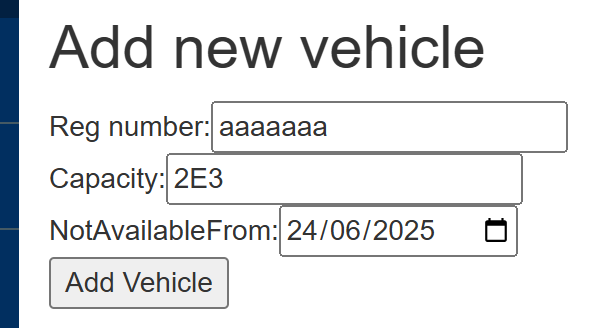 Add new vehicle
Reg number: aaaaaaa
Capacity: 2E3
NotAvailableFrom: 24/06/2025
Add Vehicle